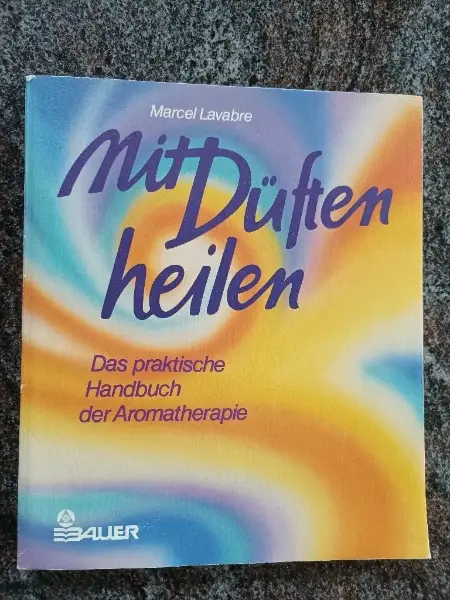 Marcel Lavabre
Mit Düften
heilen
Das praktische
Handbuch
der Aromatherapie
BAUER